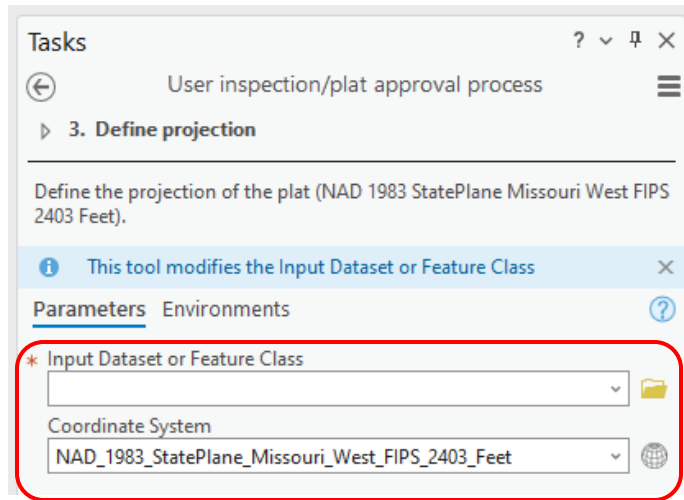 Tasks
User inspection/plat approval process
3. Define projection
Define the projection of the plat (NAD 1983 StatePlane Missouri West FIPS
2403 Feet).
This tool modifies the Input Dataset or Feature Class
Parameters Environments
* Input Dataset or Feature Class
Coordinate System
NAD_1983_StatePlane_Missouri_West_FIPS_2403_Feet